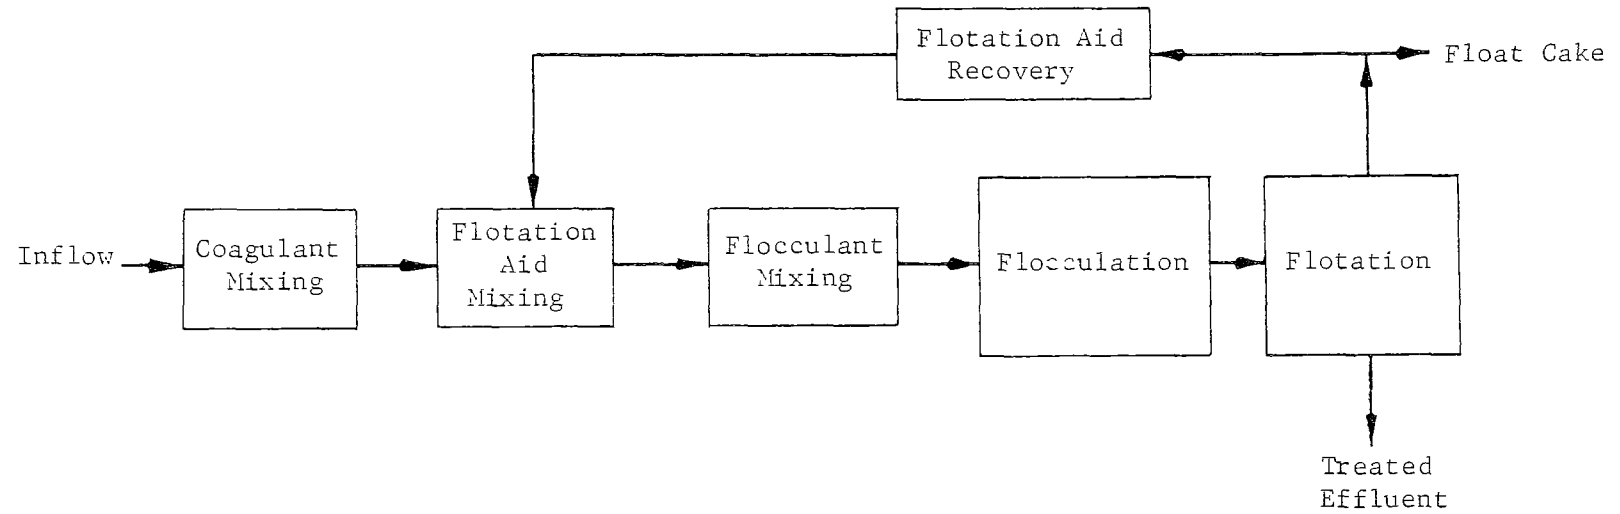 Flotation Aid
Recovery
Float Cake
Inflow
Coagulant
Mixing
Flotation
Aid
Mixing
Flocculant
Mixing
Flocculation
Flotation
Treated
Effluent